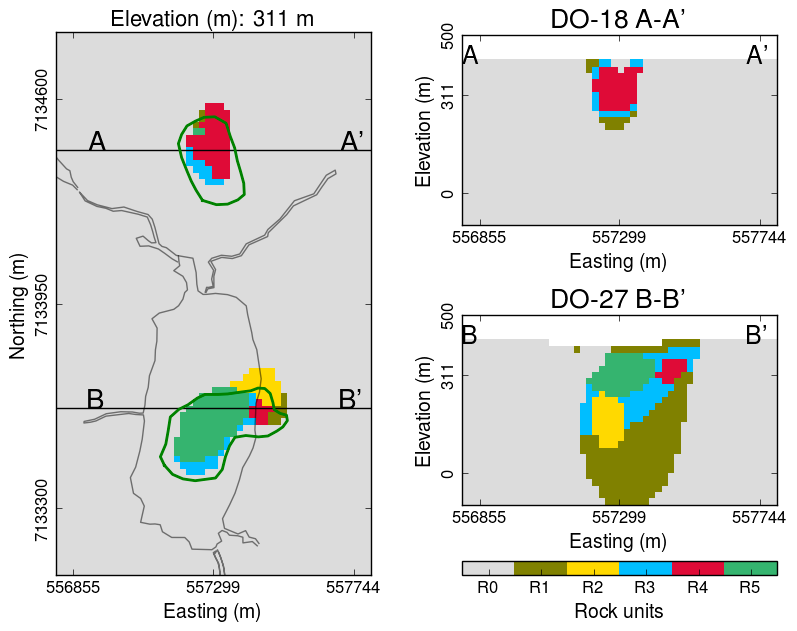 Elevation (m): 311 m
A A'
B B'
7134600
7133950
7133300
Northing (m)
556855 557299 557744
Easting (m)
DO-18 A-A'
A A'
500
311
0
Elevation (m)
556855 557299 557744
Easting (m)
DO-27 B-B'
B B'
500
311
0
Elevation (m)
556855 557299 557744
Easting (m)
R0 R1 R2 R3 R4 R5
Rock units